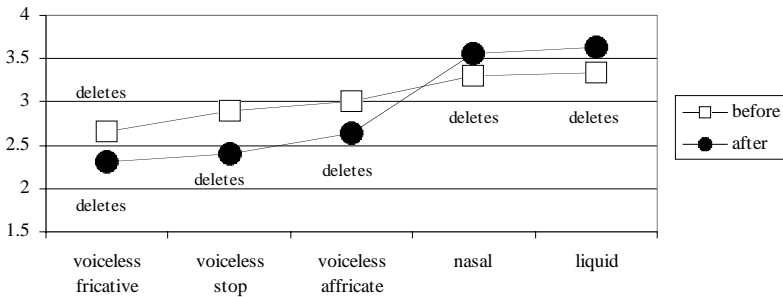 4
3.5
3
2.5
2
1.5
deletes
deletes
deletes
deletes
deletes
deletes
voiceless
fricative
voiceless
stop
voiceless
affricate
nasal
liquid
before
after